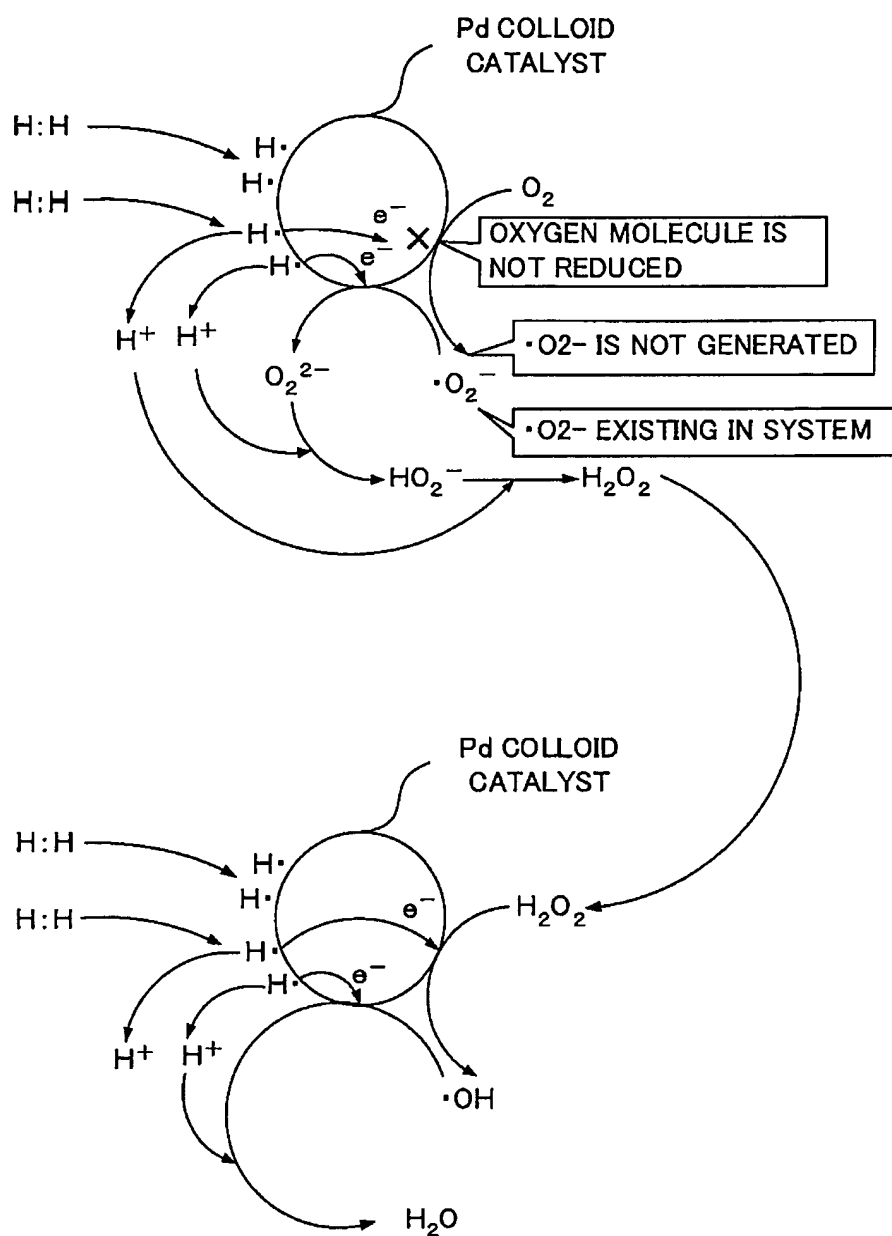 Pd COLLOID
CATALYST
H:H
H·
H·
H:H
O₂
e⁻
H·
×
OXYGEN MOLECULE IS
NOT REDUCED
e⁻
H·
H⁺
H⁺
·O2− IS NOT GENERATED
O₂²⁻
·O₂⁻
·O2− EXISTING IN SYSTEM
HO₂⁻
H₂O₂
Pd COLLOID
CATALYST
H:H
H·
H·
H:H
e⁻
H₂O₂
H·
e⁻
H·
H⁺
H⁺
·OH
H₂O